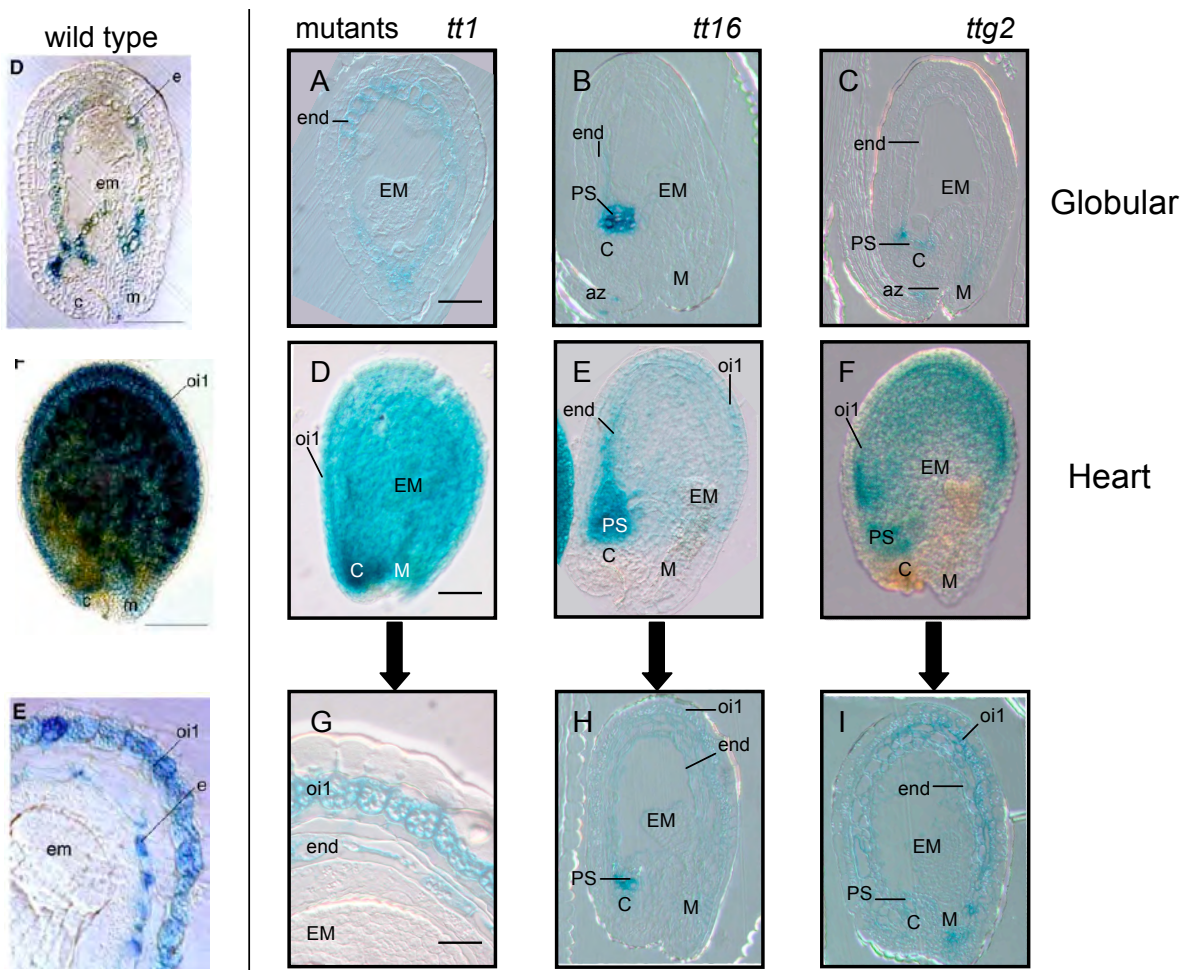 wild type
mutants tt1 tt16 ttg2
D
e
em
c
m
A
end
EM
B
end
EM
PS
C
az
M
C
end
EM
PS
C
az
M
Globular
F
oi1
c
m
D
oi1
EM
C
M
E
oi1
end
EM
PS
C
M
F
oi1
EM
PS
C
M
Heart
E
oi1
e
em
G
oi1
end
EM
H
oi1
end
EM
PS
C
M
I
oi1
end
EM
PS
C
M